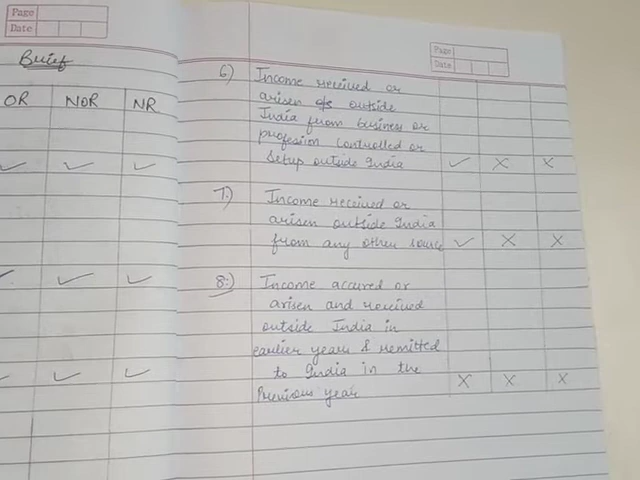 Page
Date
Brief
OR NOR NR
✓ ✓ ✓
✓ ✓ ✓
✓ ✓ ✓
Page
Date
6) Income received or
arisen o/s outside
India from business or
profession controlled or
Setup outside India ✓ × ×
7.) Income received or
arisen outside India
from any other source ✓ × ×
8.) Income accured or
arisen and received
outside India in
earlier years & remitted
to India in the × × ×
Previous year